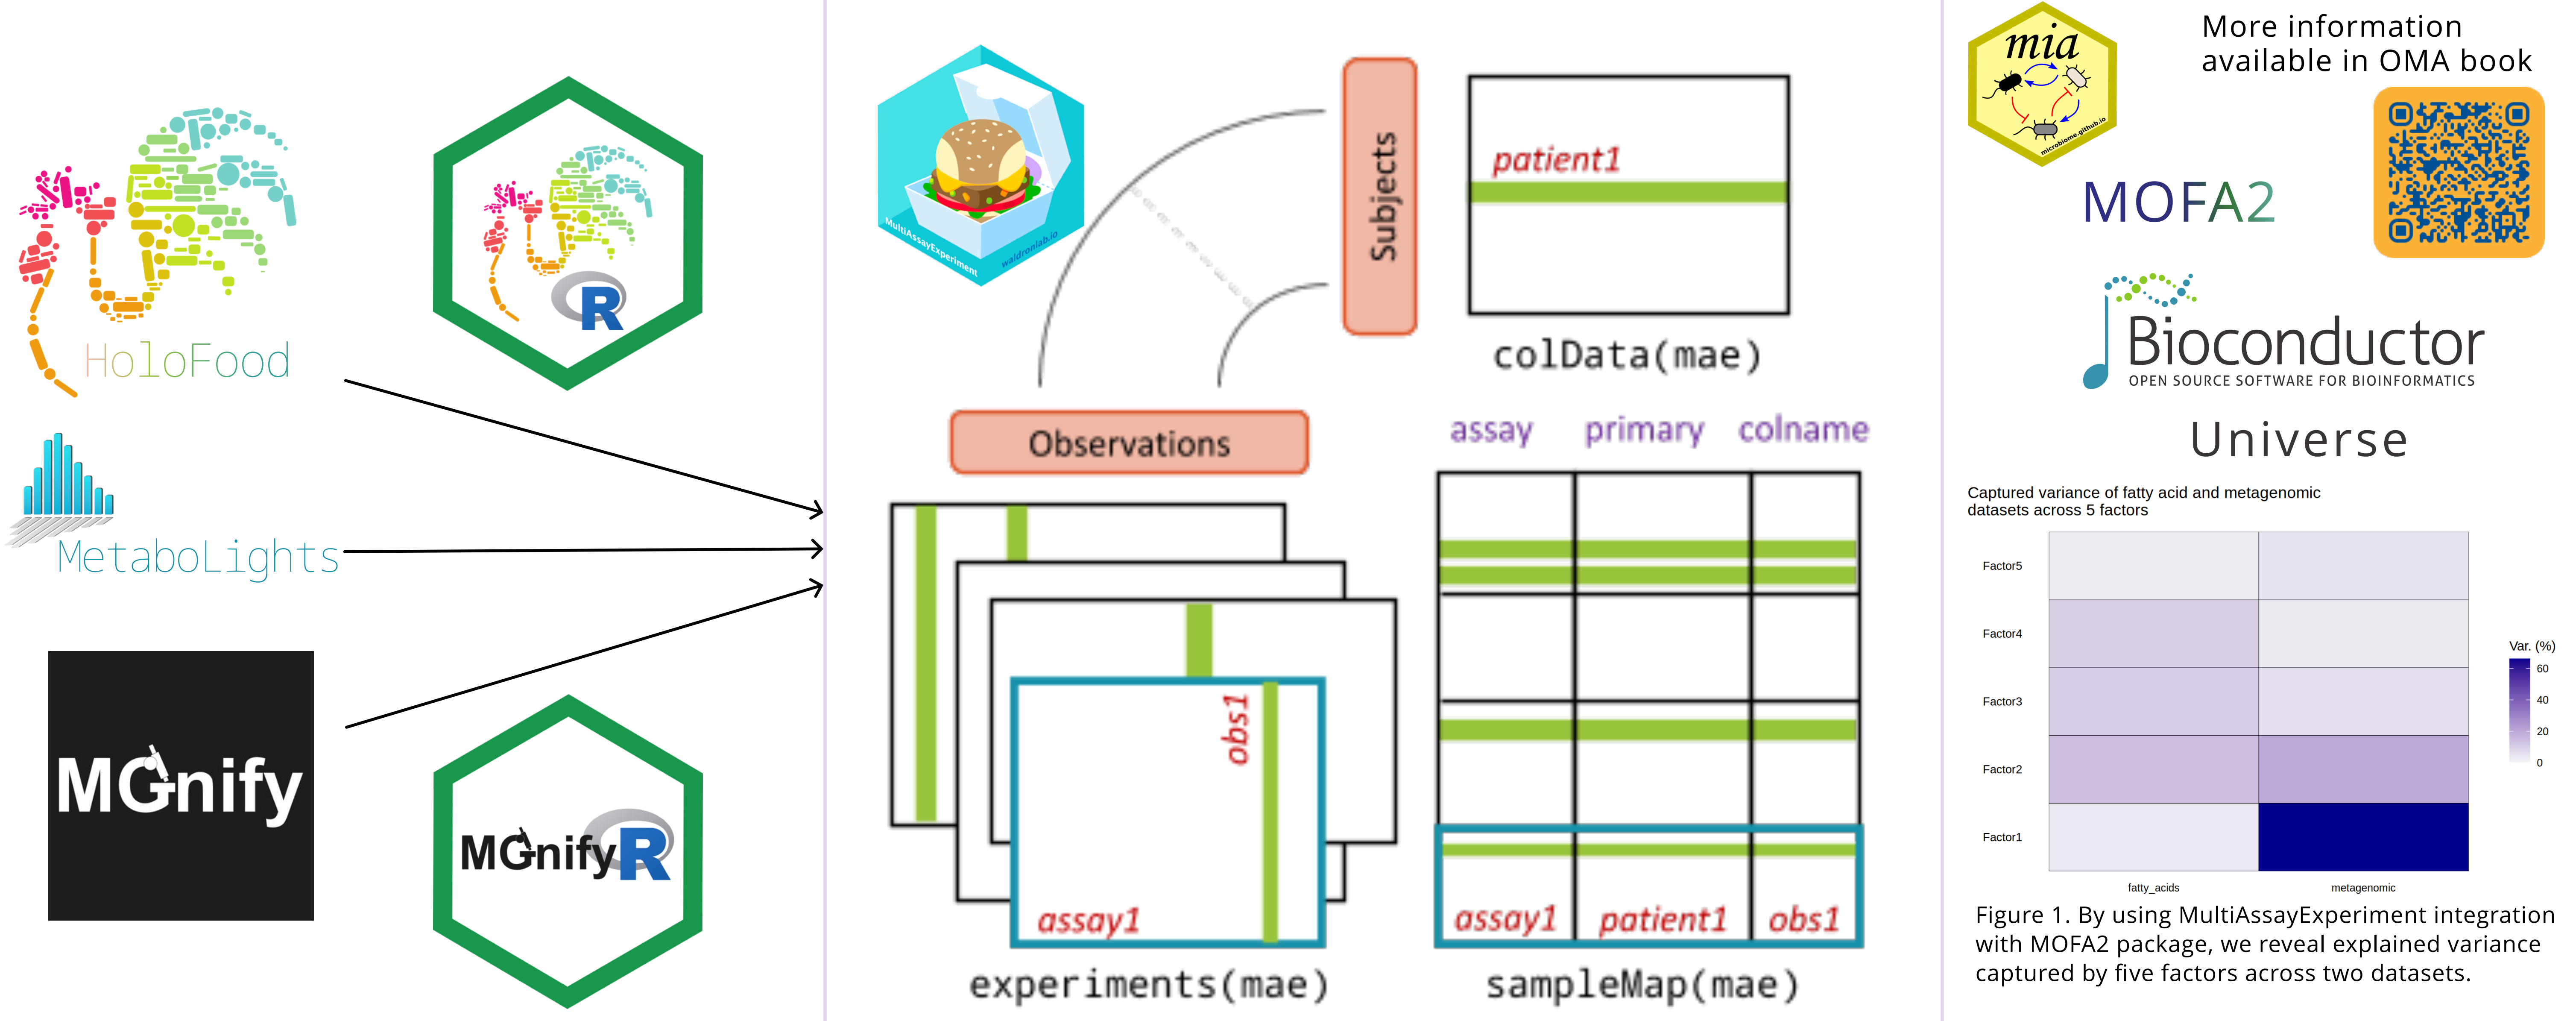 HoloFood
R
MetaboLights
MGnify
MGnifyR
MultiAssayExperiment
waldronlab.io
Subjects
patient1
colData(mae)
Observations
obs1
assay1
experiments(mae)
assay primary colname
assay1 patient1 obs1
sampleMap(mae)
mia
microbiome.github.io
More information
available in OMA book
MOFA2
Bioconductor
OPEN SOURCE SOFTWARE FOR BIOINFORMATICS
Universe
Captured variance of fatty acid and metagenomic
datasets across 5 factors
Factor5
Factor4
Factor3
Factor2
Factor1
fatty_acids metagenomic
Var. (%)
60
40
20
0
Figure 1. By using MultiAssayExperiment integration
with MOFA2 package, we reveal explained variance
captured by five factors across two datasets.